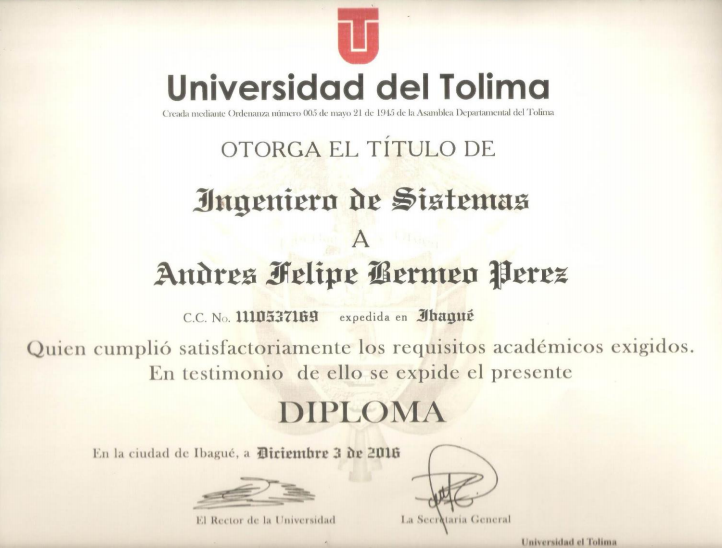 Universidad del Tolima
Creada mediante Ordenanza número 005 de mayo 21 de 1945 de la Asamblea Departamental del Tolima
OTORGA EL TÍTULO DE
Ingeniero de Sistemas
A
Andres Felipe Bermeo Perez
C.C. No. 1110537169 expedida en Ibagué
Quien cumplió satisfactoriamente los requisitos académicos exigidos.
En testimonio de ello se expide el presente
DIPLOMA
En la ciudad de Ibagué, a Diciembre 3 de 2016
El Rector de la Universidad La Secretaria General
Universidad el Tolima